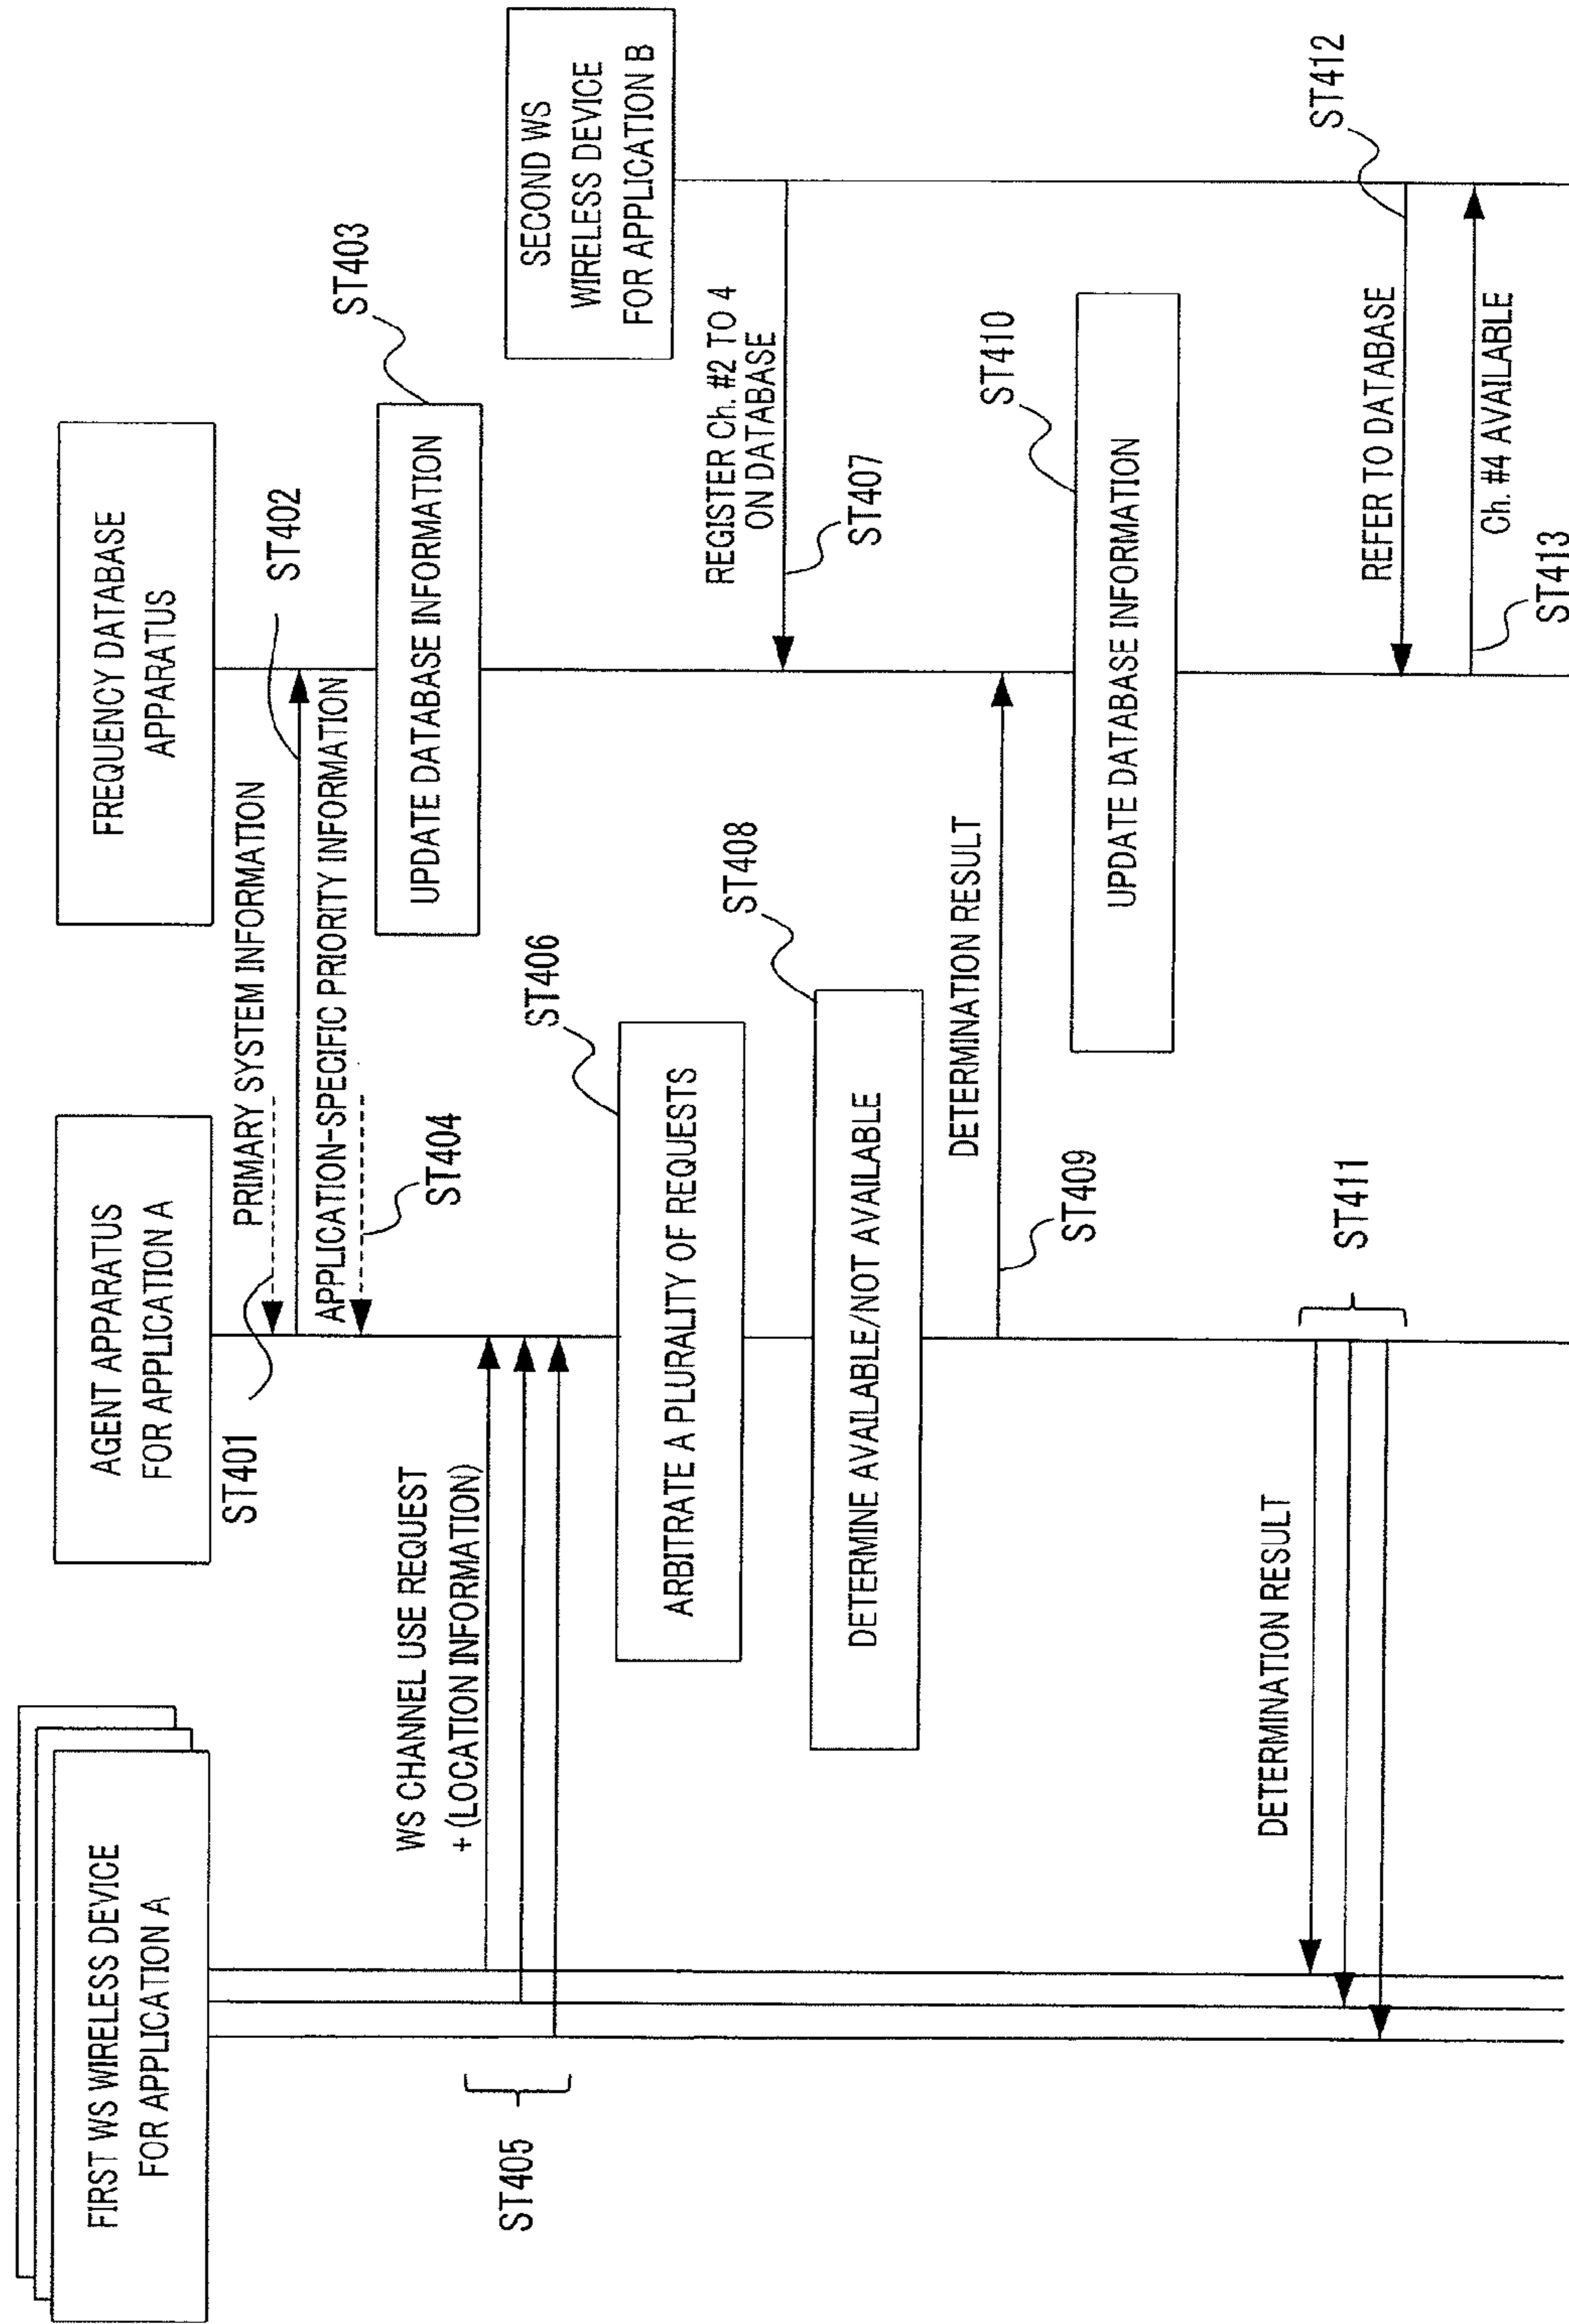 FIRST WS WIRELESS DEVICE
FOR APPLICATION A
AGENT APPARATUS
FOR APPLICATION A
FREQUENCY DATABASE
APPARATUS
SECOND WS
WIRELESS DEVICE
FOR APPLICATION B
ST401
PRIMARY SYSTEM INFORMATION
ST402
APPLICATION-SPECIFIC PRIORITY INFORMATION
ST404
UPDATE DATABASE INFORMATION
ST403
WS CHANNEL USE REQUEST
+ (LOCATION INFORMATION)
ST405
ARBITRATE A PLURALITY OF REQUESTS
ST406
REGISTER Ch. #2 TO 4
ON DATABASE
ST407
DETERMINE AVAILABLE/NOT AVAILABLE
ST408
DETERMINATION RESULT
ST409
UPDATE DATABASE INFORMATION
ST410
DETERMINATION RESULT
ST411
REFER TO DATABASE
ST412
Ch. #4 AVAILABLE
ST413